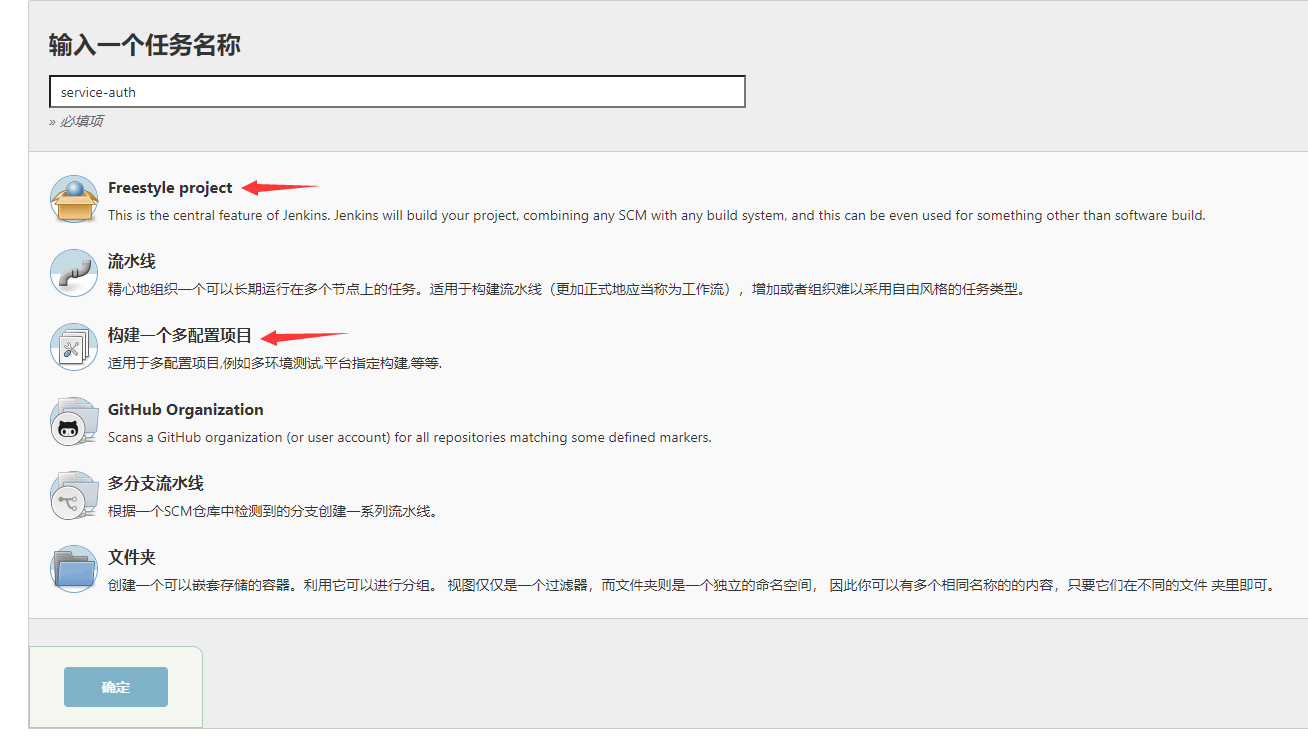 输入一个任务名称
service-auth
» 必填项
Freestyle project
This is the central feature of Jenkins. Jenkins will build your project, combining any SCM with any build system, and this can be even used for something other than software build.
流水线
精心地组织一个可以长期运行在多个节点上的任务。适用于构建流水线（更加正式地应当称为工作流），增加或者组织难以采用自由风格的任务类型。
构建一个多配置项目
适用于多配置项目,例如多环境测试,平台指定构建,等等.
GitHub Organization
Scans a GitHub organization (or user account) for all repositories matching some defined markers.
多分支流水线
根据一个SCM仓库中检测到的分支创建一系列流水线。
文件夹
创建一个可以嵌套存储的容器。利用它可以进行分组。 视图仅仅是一个过滤器，而文件夹则是一个独立的命名空间， 因此你可以有多个相同名称的的内容，只要它们在不同的文件 夹里即可。
确定